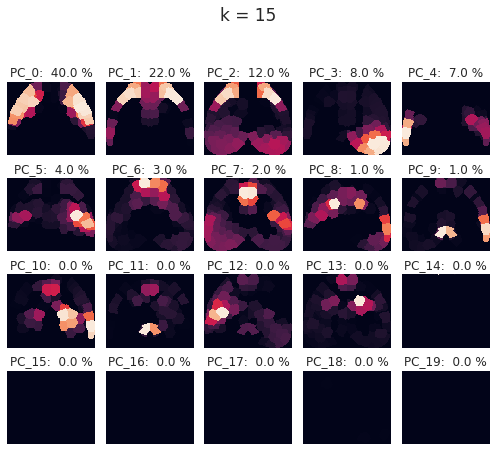 k = 15
PC_0: 40.0 % PC_1: 22.0 % PC_2: 12.0 % PC_3: 8.0 % PC_4: 7.0 %
PC_5: 4.0 % PC_6: 3.0 % PC_7: 2.0 % PC_8: 1.0 % PC_9: 1.0 %
PC_10: 0.0 % PC_11: 0.0 % PC_12: 0.0 % PC_13: 0.0 % PC_14: 0.0 %
PC_15: 0.0 % PC_16: 0.0 % PC_17: 0.0 % PC_18: 0.0 % PC_19: 0.0 %